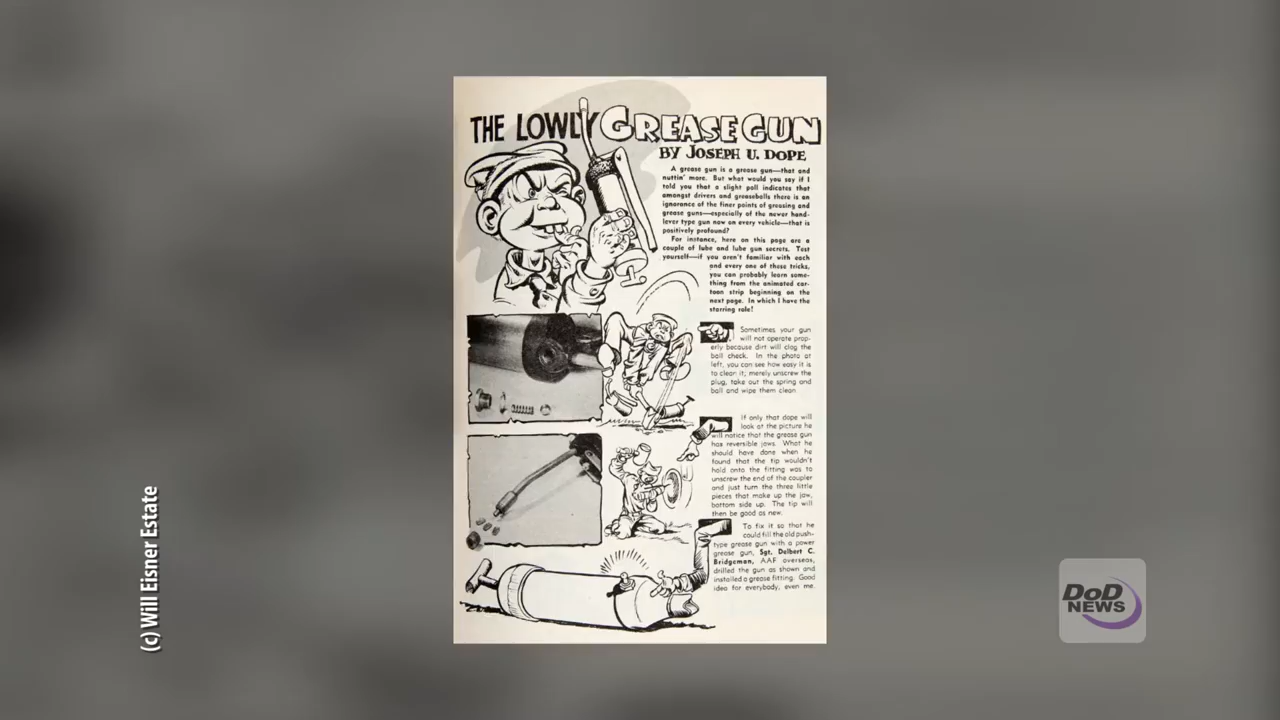 THE LOWLY GREASE GUN
BY JOSEPH U. DOPE
A grease gun is a grease gun—that and
nuttin' more. But what would you say if I
told you that a slight poll indicates that
amongst drivers and greaseballs there is an
ignorance of the finer points of greasing and
grease guns—especially of the newer hand-
lever type gun now on every vehicle—that is
positively profound?
For instance, here on this page are a
couple of lube and lube gun secrets. Test
yourself—if you aren't familiar with each
and every one of these tricks,
you can probably learn some-
thing from the animated car-
toon strip beginning on the
next page. In which I have the
starring role!
Sometimes your gun
will not operate prop-
erly because dirt will clog the
ball check. In the photo at
left, you can see how easy it is
to clean it; merely unscrew the
plug, take out the spring and
ball and wipe them clean.
If only that dope will
look at the picture he
will notice that the grease gun
has reversible jaws. What he
should have done when he
found that the tip wouldn't
hold onto the fitting was to
unscrew the end of the coupler
and just turn the three little
pieces that make up the jaw,
bottom side up. The tip will
then be good as new.
To fix it so that he
could fill the old push-
type grease gun with a power
grease gun, Sgt. Delbert C.
Bridgeman, AAF overseas,
drilled the gun as shown and
installed a grease fitting. Good
idea for everybody, even me.
(c) Will Eisner Estate
DoD
NEWS